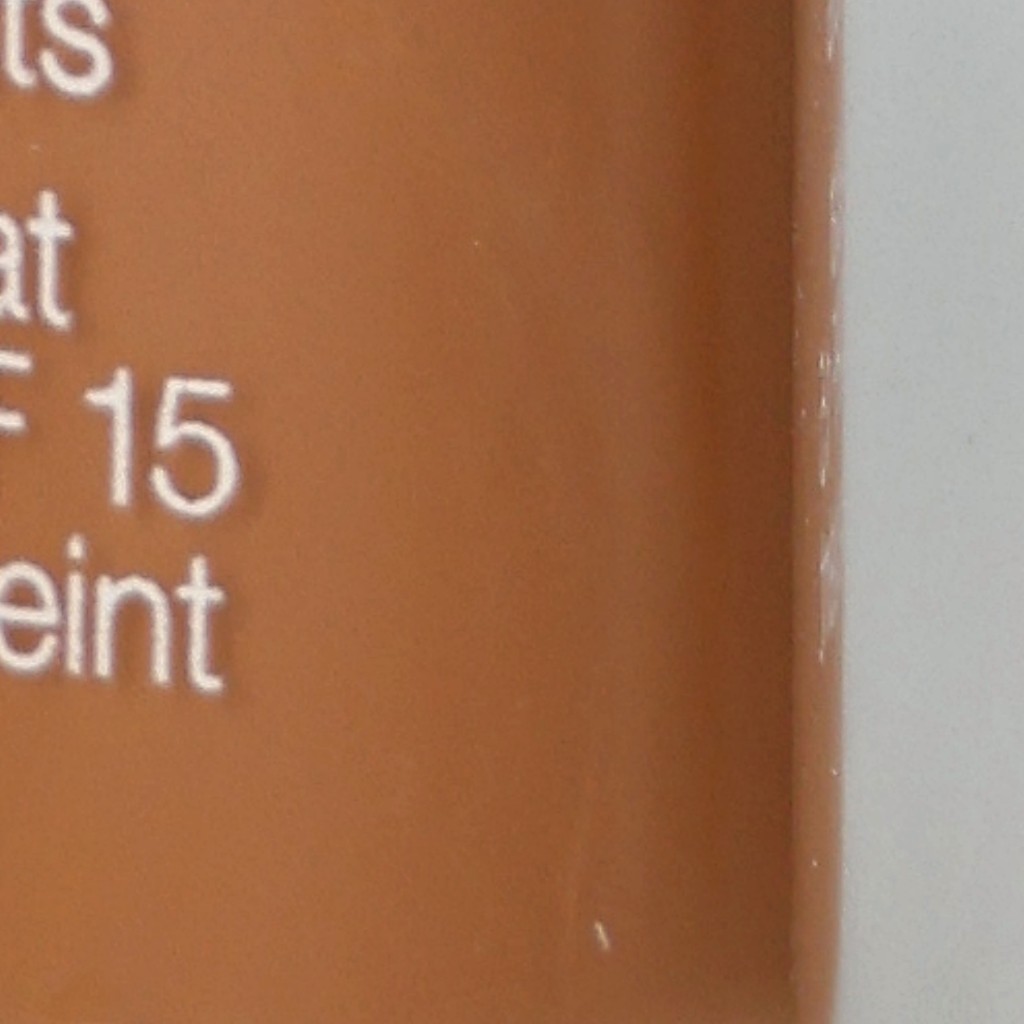 ts
at
F 15
eint